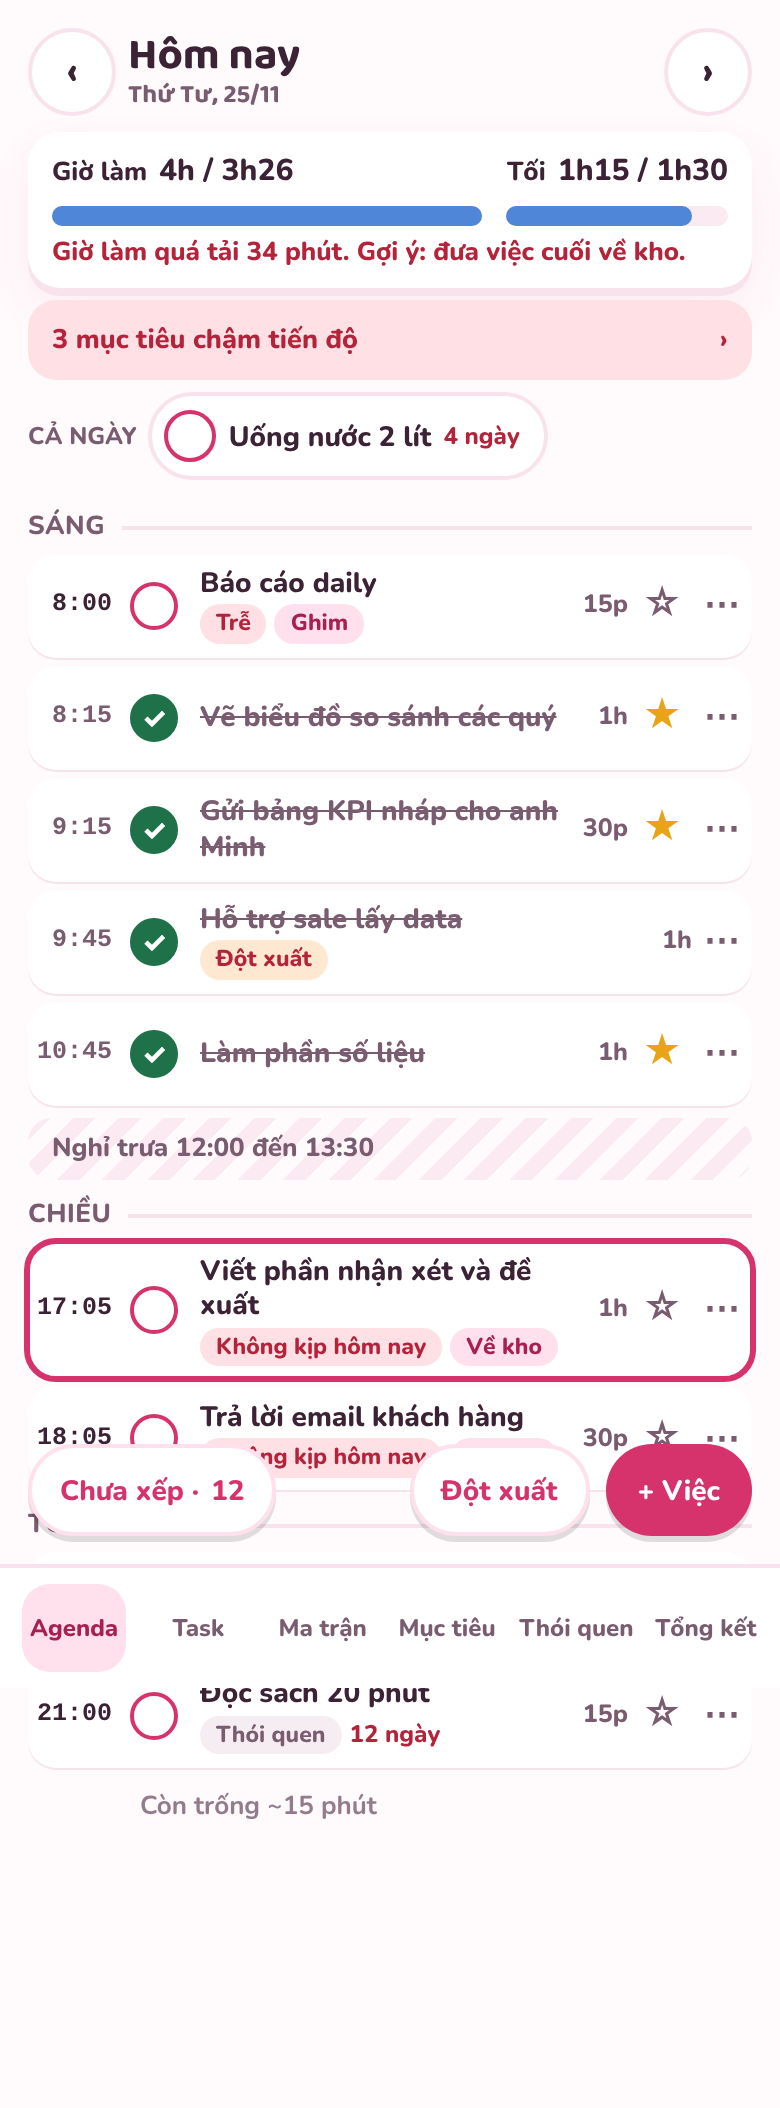 ‹
Hôm nay
Thứ Tư, 25/11
›
Giờ làm 4h / 3h26
Tối 1h15 / 1h30
Giờ làm quá tải 34 phút. Gợi ý: đưa việc cuối về kho.
3 mục tiêu chậm tiến độ ›
CẢ NGÀY
Uống nước 2 lít 4 ngày
SÁNG
8:00 Báo cáo daily 15p ☆ ...
Trễ Ghim
8:15 Vẽ biểu đồ so sánh các quý 1h ★ ...
9:15 Gửi bảng KPI nháp cho anh 30p ★ ...
Minh
9:45 Hỗ trợ sale lấy data 1h ...
Đột xuất
10:45 Làm phần số liệu 1h ★ ...
Nghỉ trưa 12:00 đến 13:30
CHIỀU
17:05 Viết phần nhận xét và đề 1h ☆ ...
xuất
Không kịp hôm nay Về kho
18:05 Trả lời email khách hàng 30p ☆ ...
kịp hôm nay
Chưa xếp · 12
Đột xuất
+ Việc
Agenda
Task
Ma trận
Mục tiêu
Thói quen
Tổng kết
21:00 Đọc sách 20 phút 15p ☆ ...
Thói quen 12 ngày
Còn trống ~15 phút